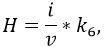 H = i/v * k₆,